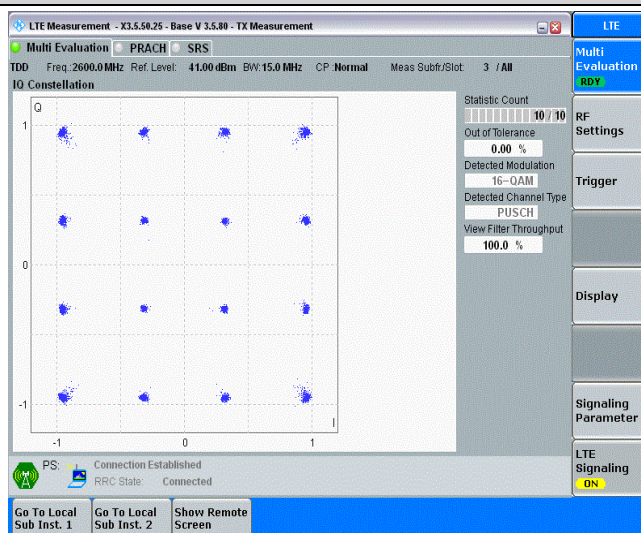 LTE Measurement - X3.5.50.25 - Base V 3.5.80 - TX Measurement
LTE
Multi Evaluation PRACH SRS
TDD Freq.:2600.0 MHz Ref. Level: 41.00 dBm BW:15.0 MHz CP :Normal Meas Subfr./Slot: 3 / All
IQ Constellation
Multi
Evaluation
RDY
RF
Settings
Trigger
Display
Signaling
Parameter
LTE
Signaling
ON
Statistic Count
10 / 10
Out of Tolerance
0.00 %
Detected Modulation
16-QAM
Detected Channel Type
PUSCH
View Filter Throughput
100.0 %
Q
1
0
-1
I
-1 0 1
PS: Connection Established
RRC State: Connected
Go To Local
Sub Inst. 1
Go To Local
Sub Inst. 2
Show Remote
Screen